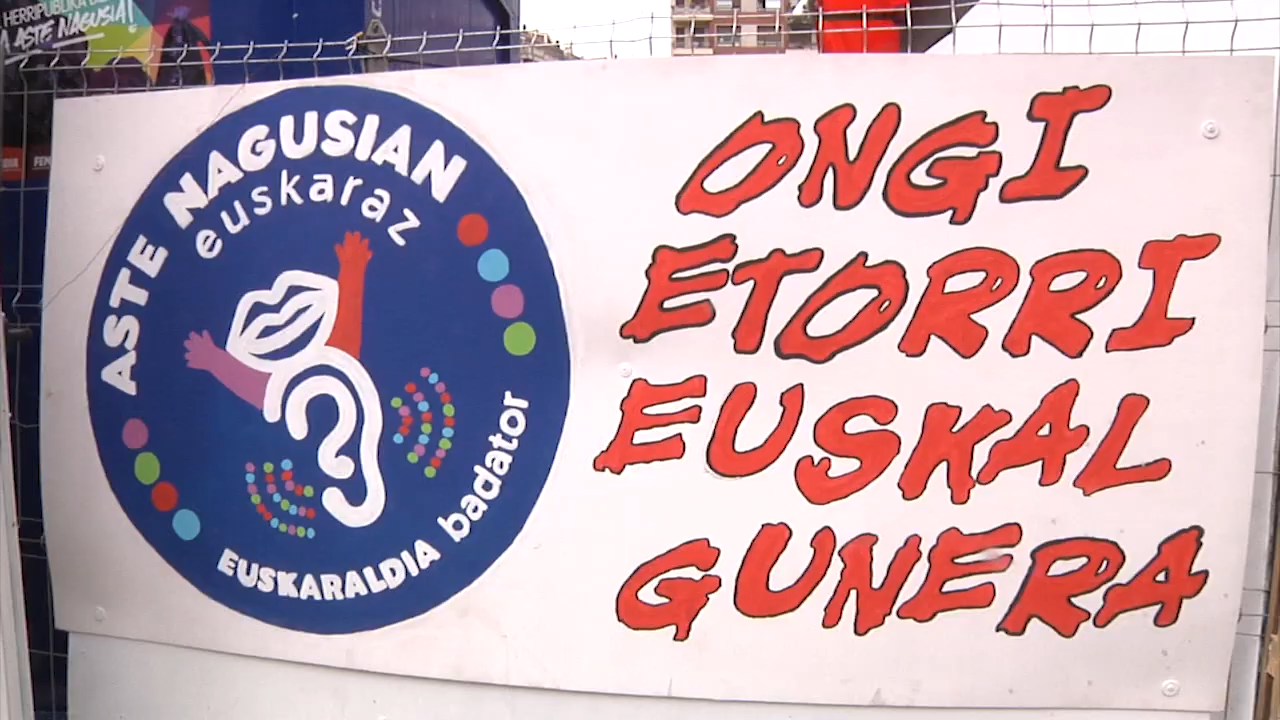 HERRIPUBLIKA
ASTE NAGUSIA!
ASTE NAGUSIAN
euskaraz
EUSKARALDIA badator
ONGI
ETORRI
EUSKAL
GUNERA